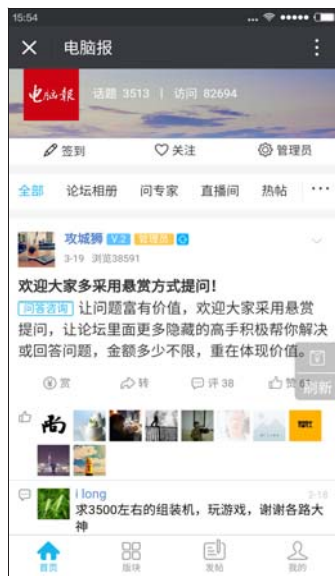 15:54
电脑报
电脑報
话题 3513 | 访问 82694
签到
关注
管理员
全部
论坛相册
问专家
直播间
热帖
攻城狮 V.2 管理员
3-19 浏览38591
欢迎大家多采用悬赏方式提问！
问答咨询 让问题富有价值，欢迎大家采用悬赏
提问，让论坛里面更多隐藏的高手积极帮你解决
或回答问题，金额多少不限，重在体现价值。
赏
转
评 38
赞
刷新
尚
i long
3-18
求3500左右的组装机，玩游戏，谢谢各路大
神
首页
版块
发帖
我的